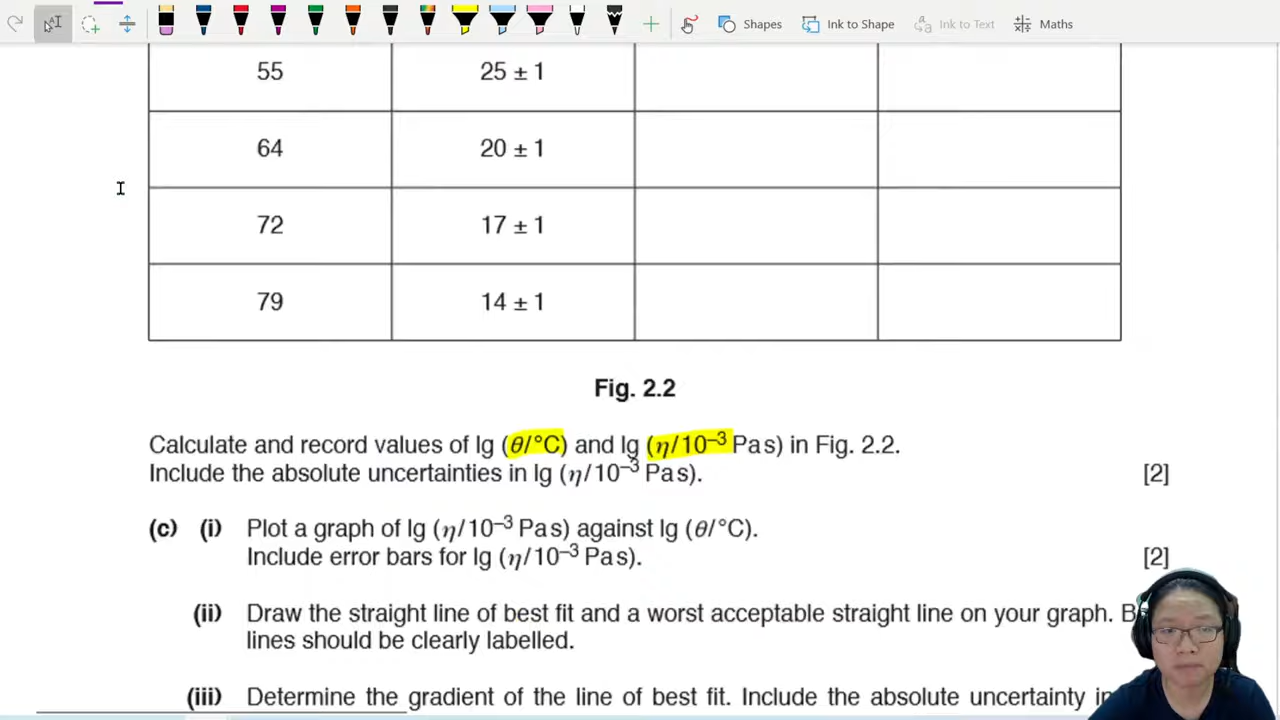 Shapes Ink to Shape Ink to Text Maths
55 25 ± 1
64 20 ± 1
72 17 ± 1
79 14 ± 1
Fig. 2.2
Calculate and record values of lg (θ/°C) and lg (η/10⁻³ Pa s) in Fig. 2.2.
Include the absolute uncertainties in lg (η/10⁻³ Pa s). [2]
(c) (i) Plot a graph of lg (η/10⁻³ Pa s) against lg (θ/°C).
Include error bars for lg (η/10⁻³ Pa s). [2]
(ii) Draw the straight line of best fit and a worst acceptable straight line on your graph.
lines should be clearly labelled.
(iii) Determine the gradient of the line of best fit. Include the absolute uncertainty